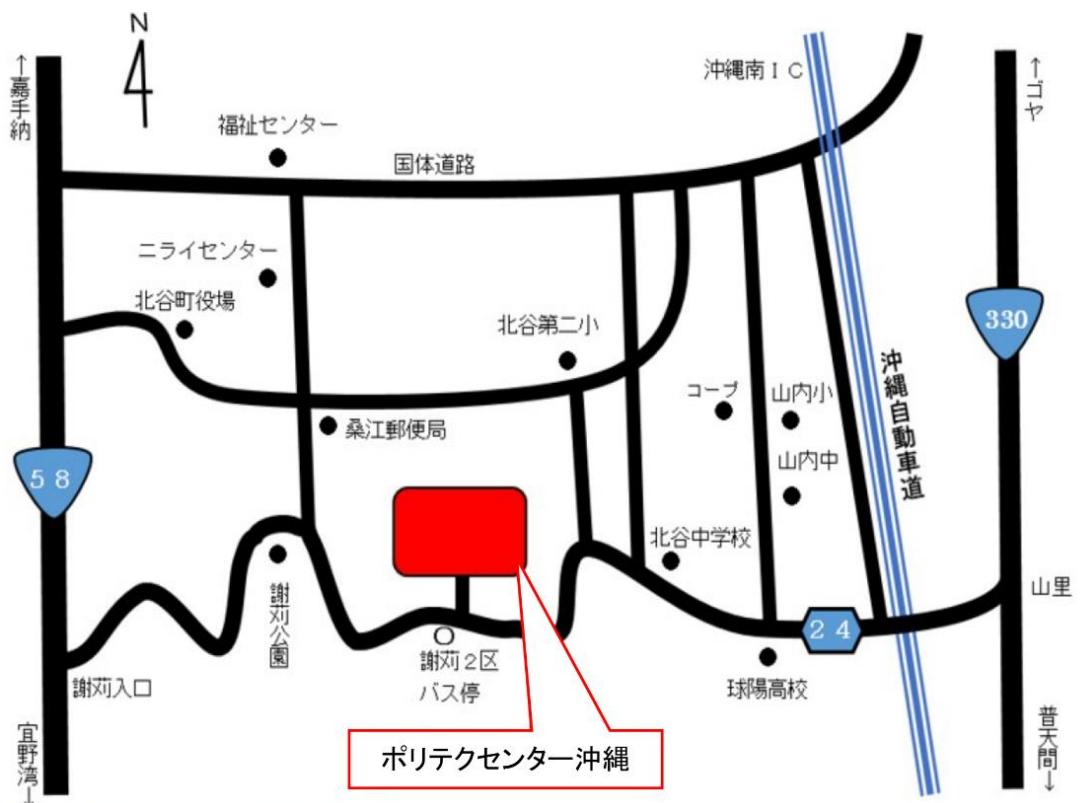 N
↑嘉手納
沖縄南ＩＣ
↑ゴヤ
福祉センター
国体道路
ニライセンター
北谷町役場
北谷第二小
330
コープ
山内小
沖縄自動車道
桑江郵便局
山内中
５８
北谷中学校
謝苅公園
山里
２４
謝苅２区
バス停
謝苅入口
球陽高校
宜野湾↓
普天間↓
ポリテクセンター沖縄